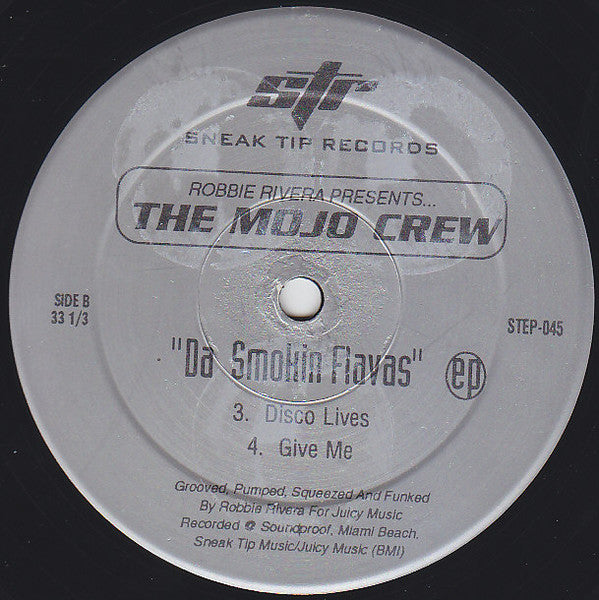 str
SNEAK TIP RECORDS
ROBBIE RIVERA PRESENTS...
THE MOJO CREW
SIDE B
33 1/3
STEP-045
"Da Smokin Flavas" ep
3. Disco Lives
4. Give Me
Grooved, Pumped, Squeezed And Funked
By Robbie Rivera For Juicy Music
Recorded @ Soundproof, Miami Beach.
Sneak Tip Music/Juicy Music (BMI)